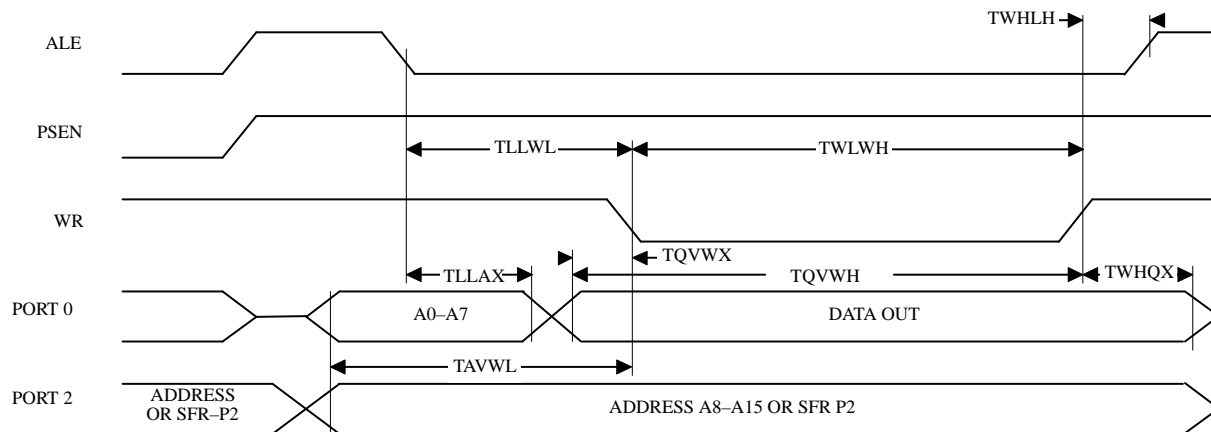 TWHLH
ALE
PSEN
TLLWL
TWLWH
WR
TQVWX
TLLAX
TQVWH
TWHQX
PORT 0
A0–A7
DATA OUT
TAVWL
PORT 2
ADDRESS
OR SFR–P2
ADDRESS A8–A15 OR SFR P2